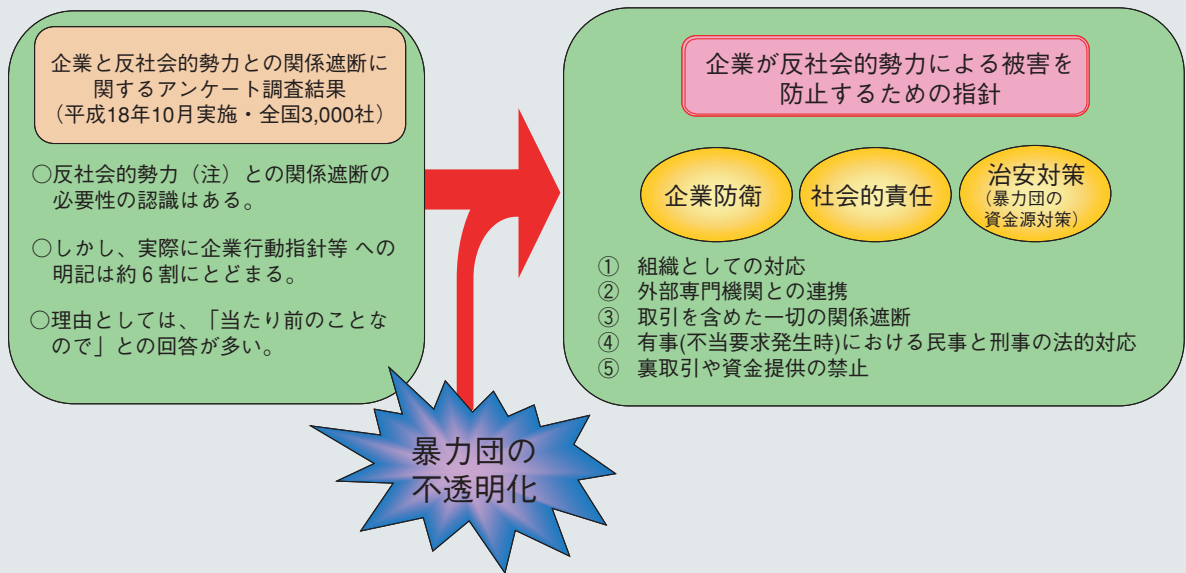 企業と反社会的勢力との関係遮断に
関するアンケート調査結果
（平成18年10月実施・全国3,000社）
○反社会的勢力（注）との関係遮断の
必要性の認識はある。
○しかし、実際に企業行動指針等 への
明記は約６割にとどまる。
○理由としては、「当たり前のことな
ので」との回答が多い。
暴力団の
不透明化
企業が反社会的勢力による被害を
防止するための指針
企業防衛
社会的責任
治安対策
（暴力団の
資金源対策）
① 組織としての対応
② 外部専門機関との連携
③ 取引を含めた一切の関係遮断
④ 有事(不当要求発生時)における民事と刑事の法的対応
⑤ 裏取引や資金提供の禁止